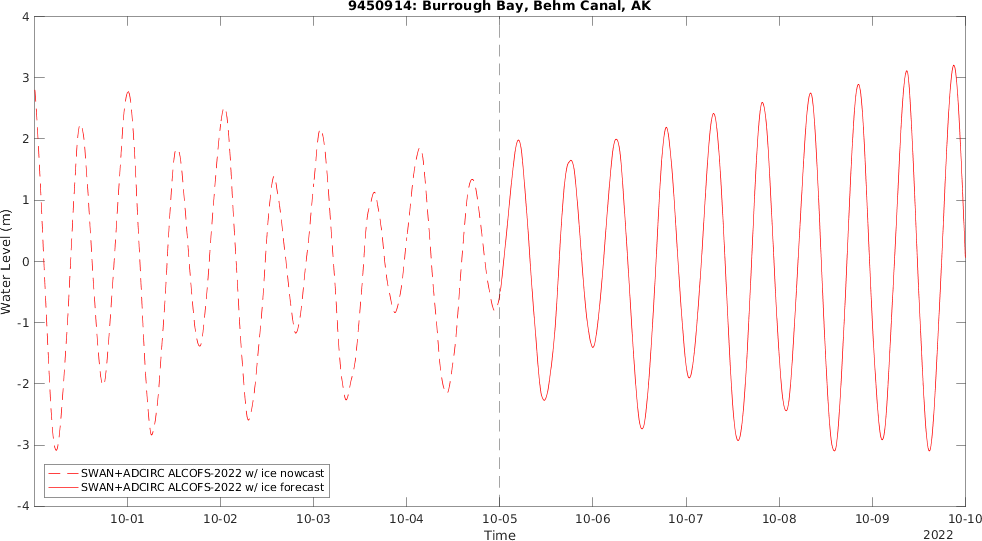 9450914: Burrough Bay, Behm Canal, AK
4
3
2
1
0
-1
-2
-3
-4
Water Level (m)
SWAN+ADCIRC ALCOFS-2022 w/ ice nowcast
SWAN+ADCIRC ALCOFS-2022 w/ ice forecast
10-01 10-02 10-03 10-04 10-05 10-06 10-07 10-08 10-09 10-10
Time
2022